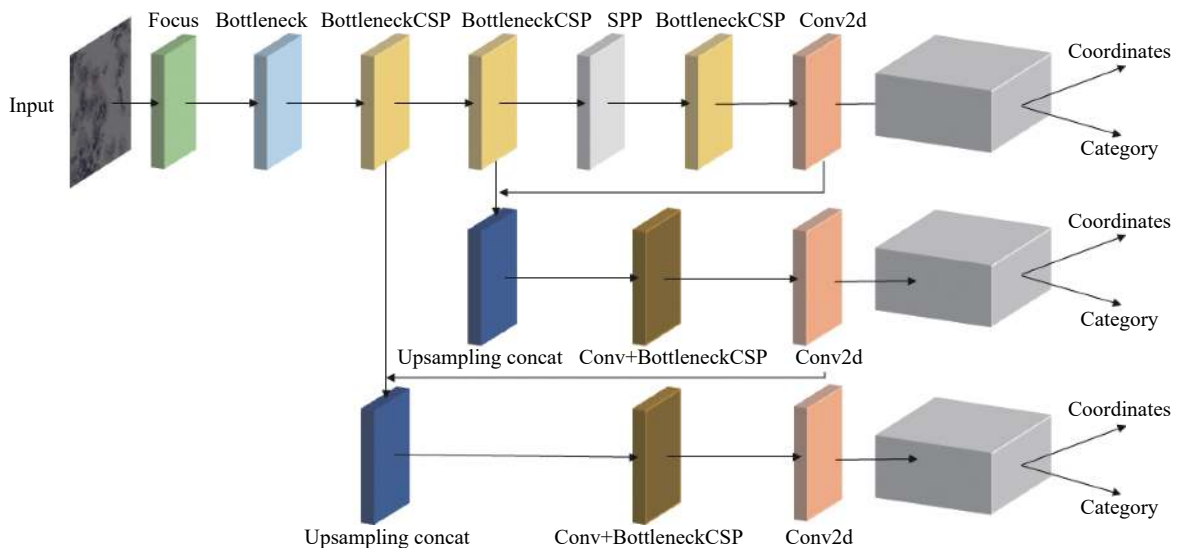 Focus Bottleneck BottleneckCSP BottleneckCSP SPP BottleneckCSP Conv2d
Input
Coordinates
Category
Coordinates
Category
Upsampling concat Conv+BottleneckCSP Conv2d
Coordinates
Category
Upsampling concat Conv+BottleneckCSP Conv2d